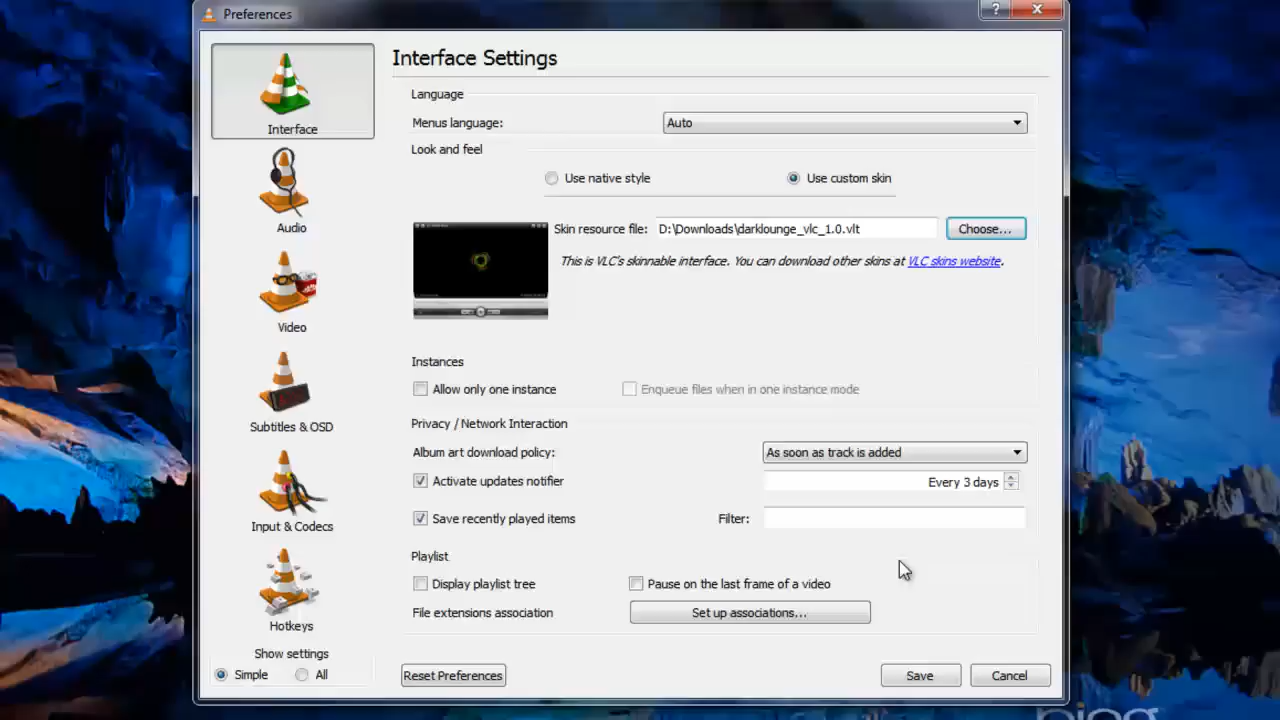 Preferences
?
Interface
Audio
Video
Subtitles & OSD
Input & Codecs
Hotkeys
Show settings
Simple
All
Interface Settings
Language
Menus language:
Auto
Look and feel
Use native style
Use custom skin
Skin resource file:
D:\Downloads\darklounge_vlc_1.0.vlt
Choose...
This is VLC's skinnable interface. You can download other skins at VLC skins website.
Instances
Allow only one instance
Enqueue files when in one instance mode
Privacy / Network Interaction
Album art download policy:
As soon as track is added
Activate updates notifier
Every 3 days
Save recently played items
Filter:
Playlist
Display playlist tree
Pause on the last frame of a video
File extensions association
Set up associations...
Reset Preferences
Save
Cancel
bing